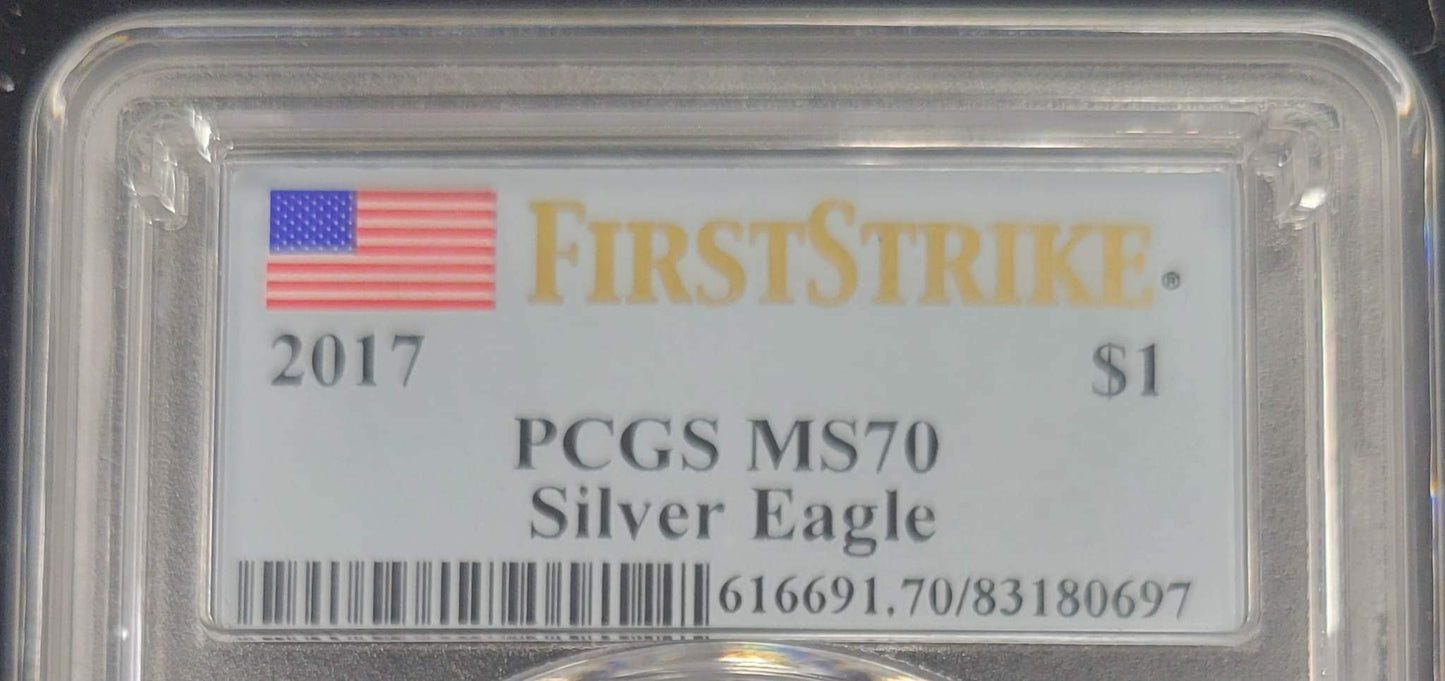 FIRSTSTRIKE®
2017 $1
PCGS MS70
Silver Eagle
616691.70/83180697